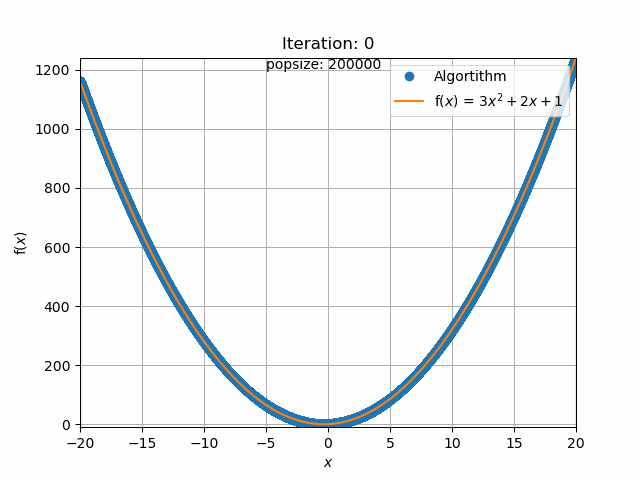 Iteration: 0
popsize: 200000
Algortithm
f(x) = 3x² + 2x + 1
f(x)
1200
1000
800
600
400
200
0
−20 −15 −10 −5 0 5 10 15 20
x